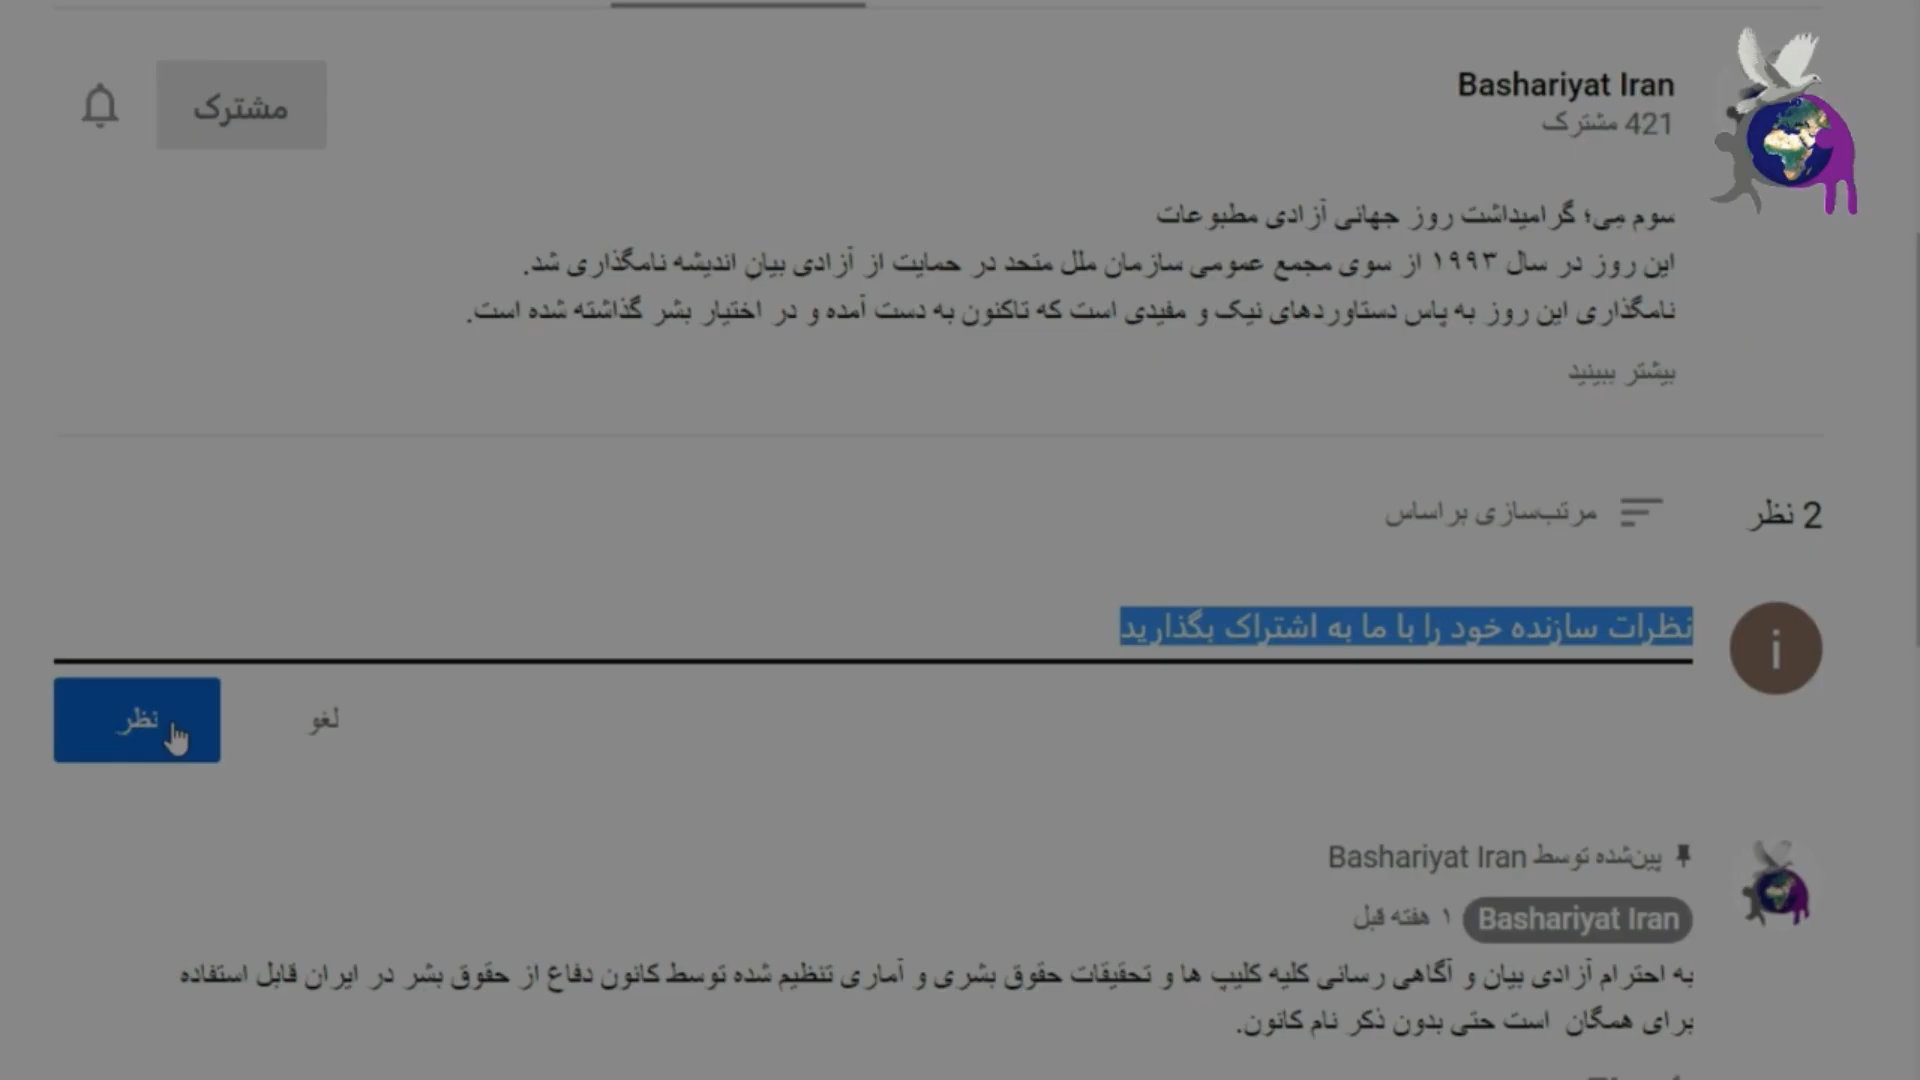 Bashariyat Iran
421 مشترک
مشترک
سوم مِی؛ گرامیداشت روز جهانی آزادی مطبوعات
این روز در سال ۱۹۹۳ از سوی مجمع عمومی سازمان ملل متحد در حمایت از آزادی بیانِ اندیشه نامگذاری شد.
نامگذاری این روز به پاس دستاوردهای نیک و مفیدی است که تاکنون به دست آمده و در اختیار بشر گذاشته شده است.
بیشتر ببینید
2 نظر
مرتب‌سازی براساس
i
نظرات سازنده خود را با ما به اشتراک بگذارید
لغو
نظر
پین‌شده توسط Bashariyat Iran
Bashariyat Iran ۱ هفته قبل
به احترام آزادی بیان و آگاهی رسانی کلیه کلیپ ها و تحقیقات حقوق بشری و آماری تنظیم شده توسط کانون دفاع از حقوق بشر در ایران قابل استفاده
برای همگان است حتی بدون ذکر نام کانون.